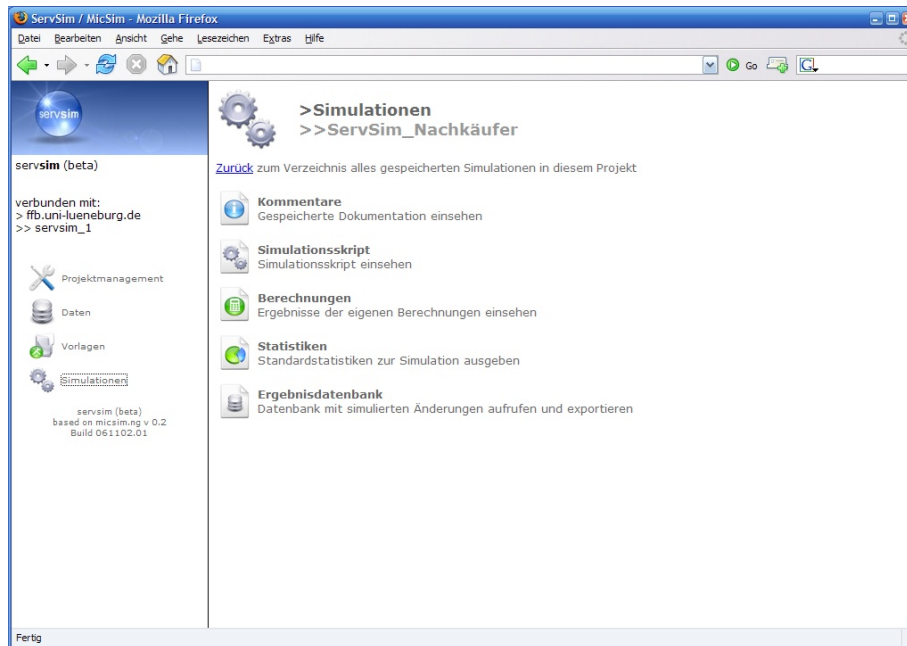 ServSim / MicSim - Mozilla Firefox
Datei Bearbeiten Ansicht Gehe Lesezeichen Extras Hilfe
Go
G
servsim
servsim (beta)
verbunden mit:
> ffb.uni-lueneburg.de
>> servsim_1
Projektmanagement
Daten
Vorlagen
Simulationen
servsim (beta)
based on micsim.ng v 0.2
Build 061102.01
>Simulationen
>>ServSim_Nachkäufer
Zurück zum Verzeichnis alles gespeicherten Simulationen in diesem Projekt
Kommentare
Gespeicherte Dokumentation einsehen
Simulationsskript
Simulationsskript einsehen
Berechnungen
Ergebnisse der eigenen Berechnungen einsehen
Statistiken
Standardstatistiken zur Simulation ausgeben
Ergebnisdatenbank
Datenbank mit simulierten Änderungen aufrufen und exportieren
Fertig